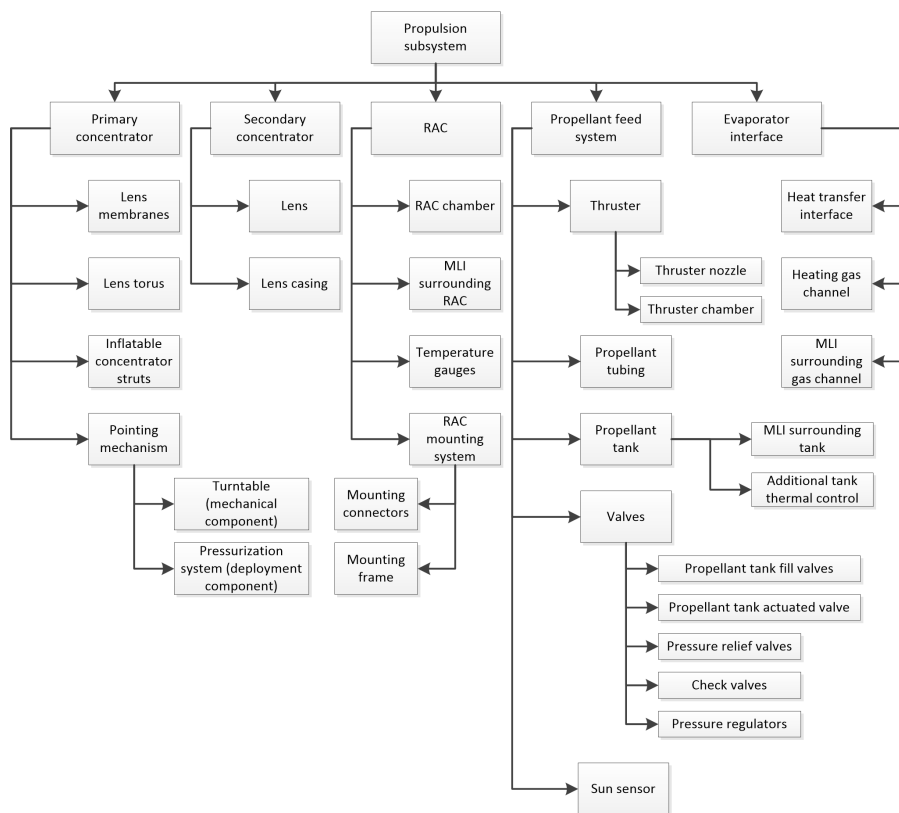 Propulsion
subsystem
Primary
concentrator
Secondary
concentrator
RAC
Propellant feed
system
Evaporator
interface
Lens
membranes
Lens torus
Inflatable
concentrator
struts
Pointing
mechanism
Turntable
(mechanical
component)
Pressurization
system (deployment
component)
Lens
Lens casing
RAC chamber
MLI
surrounding
RAC
Temperature
gauges
RAC
mounting
system
Mounting
connectors
Mounting
frame
Thruster
Thruster nozzle
Thruster chamber
Propellant
tubing
Propellant
tank
MLI surrounding
tank
Additional tank
thermal control
Valves
Propellant tank fill valves
Propellant tank actuated valve
Pressure relief valves
Check valves
Pressure regulators
Sun sensor
Heat transfer
interface
Heating gas
channel
MLI
surrounding
gas channel